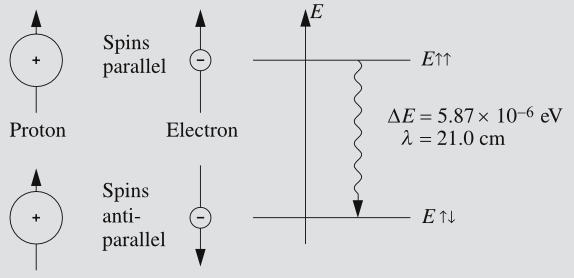 E
Spins
parallel
E↑↑
+
−
Proton
Electron
ΔE = 5.87 × 10⁻⁶ eV
λ = 21.0 cm
Spins
anti-
parallel
+
−
E ↑↓